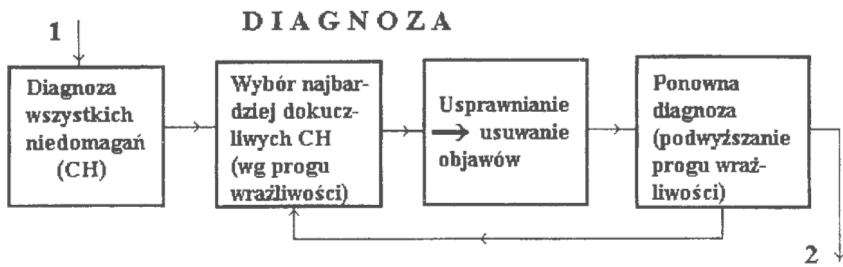 DIAGNOZA
1
Diagnoza
wszystkich
niedomagań
(CH)
Wybór najbar-
dziej dokucz-
liwych CH
(wg progu
wrażliwości)
Usprawnianie
→ usuwanie
objawów
Ponowna
diagnoza
(podwyższanie
progu wraż-
liwości)
2